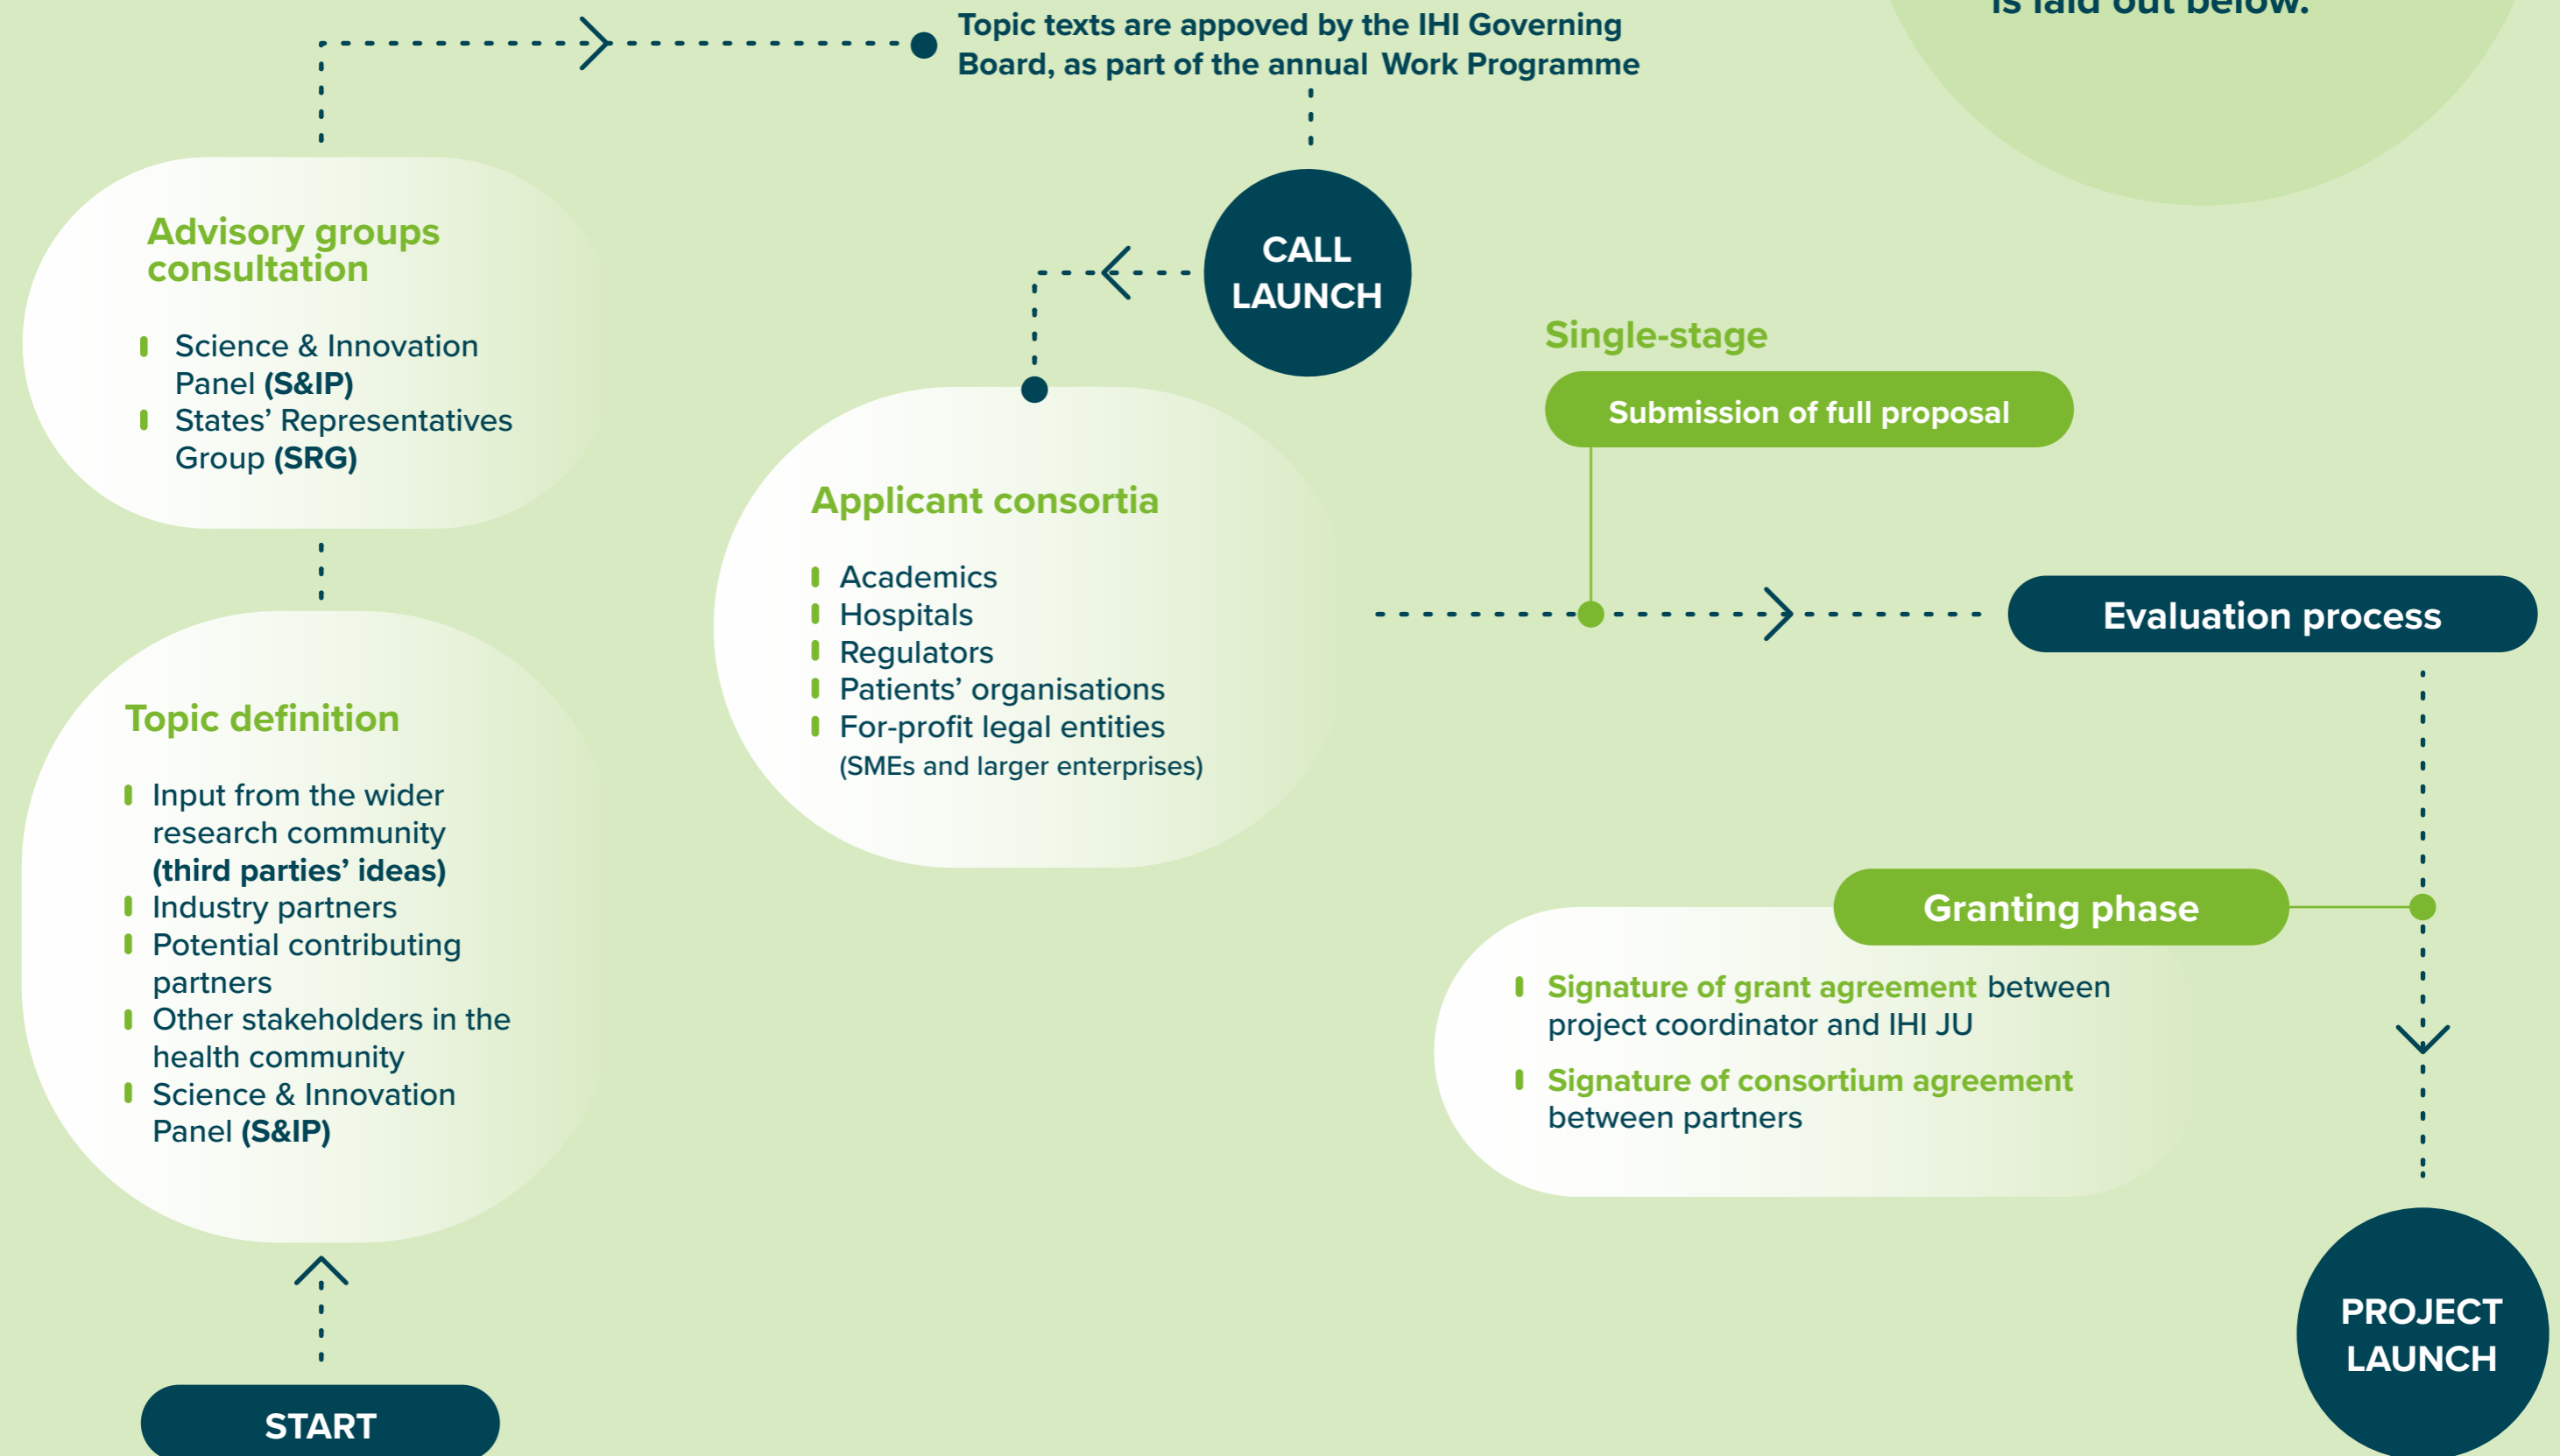 is laid out below.
Topic texts are appoved by the IHI Governing
Board, as part of the annual Work Programme
Advisory groups
consultation
Science & Innovation
Panel (S&IP)
States’ Representatives
Group (SRG)
Topic definition
Input from the wider
research community
(third parties’ ideas)
Industry partners
Potential contributing
partners
Other stakeholders in the
health community
Science & Innovation
Panel (S&IP)
START
CALL
LAUNCH
Applicant consortia
Academics
Hospitals
Regulators
Patients’ organisations
For-profit legal entities
(SMEs and larger enterprises)
Single-stage
Submission of full proposal
Evaluation process
Granting phase
Signature of grant agreement between
project coordinator and IHI JU
Signature of consortium agreement
between partners
PROJECT
LAUNCH